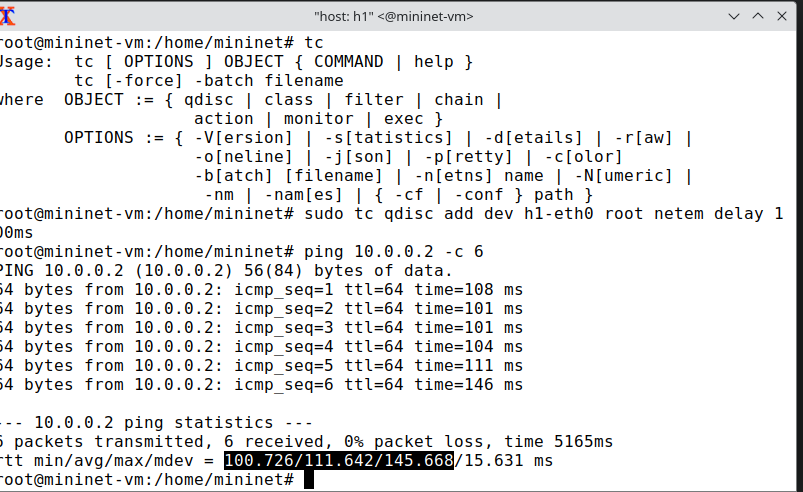 "host: h1" <@mininet-vm>
root@mininet-vm:/home/mininet# tc
Usage:  tc [ OPTIONS ] OBJECT { COMMAND | help }
        tc [-force] -batch filename
where  OBJECT := { qdisc | class | filter | chain |
                    action | monitor | exec }
       OPTIONS := { -V[ersion] | -s[tatistics] | -d[etails] | -r[aw] |
                    -o[neline] | -j[son] | -p[retty] | -c[olor]
                    -b[atch] [filename] | -n[etns] name | -N[umeric] |
                     -nm | -nam[es] | { -cf | -conf } path }
root@mininet-vm:/home/mininet# sudo tc qdisc add dev h1-eth0 root netem delay 1
00ms
root@mininet-vm:/home/mininet# ping 10.0.0.2 -c 6
PING 10.0.0.2 (10.0.0.2) 56(84) bytes of data.
64 bytes from 10.0.0.2: icmp_seq=1 ttl=64 time=108 ms
64 bytes from 10.0.0.2: icmp_seq=2 ttl=64 time=101 ms
64 bytes from 10.0.0.2: icmp_seq=3 ttl=64 time=101 ms
64 bytes from 10.0.0.2: icmp_seq=4 ttl=64 time=104 ms
64 bytes from 10.0.0.2: icmp_seq=5 ttl=64 time=111 ms
64 bytes from 10.0.0.2: icmp_seq=6 ttl=64 time=146 ms

--- 10.0.0.2 ping statistics ---
6 packets transmitted, 6 received, 0% packet loss, time 5165ms
rtt min/avg/max/mdev = 100.726/111.642/145.668/15.631 ms
root@mininet-vm:/home/mininet#